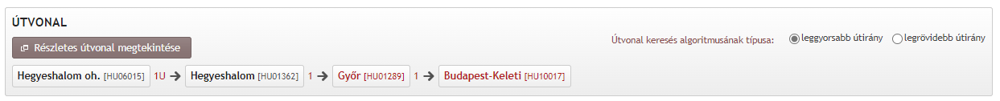 ÚTVONAL
Részletes útvonal megtekintése
Útvonal keresés algoritmusának típusa: leggyorsabb útirány legrövidebb útirány
Hegyeshalom oh. [HU06015] 1U → Hegyeshalom [HU01362] 1 → Győr [HU01289] 1 → Budapest-Keleti [HU10017]